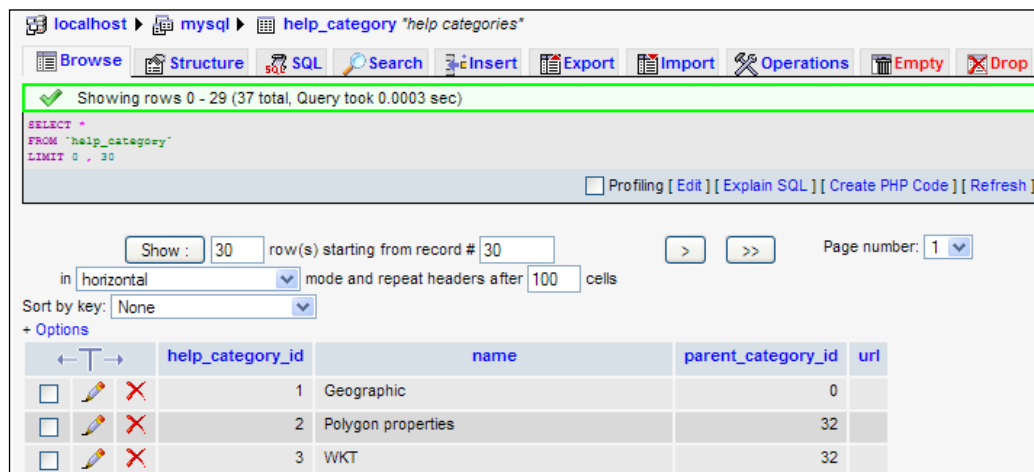 localhost mysql help_category "help categories"
Browse Structure SQL Search Insert Export Import Operations Empty Drop
Showing rows 0 - 29 (37 total, Query took 0.0003 sec)
SELECT *
FROM `help_category`
LIMIT 0 , 30
Profiling [ Edit ] [ Explain SQL ] [ Create PHP Code ] [ Refresh ]
Show : 30 row(s) starting from record # 30 > >> Page number: 1
in horizontal mode and repeat headers after 100 cells
Sort by key: None
+ Options
←T→ help_category_id name parent_category_id url
1 Geographic 0
2 Polygon properties 32
3 WKT 32